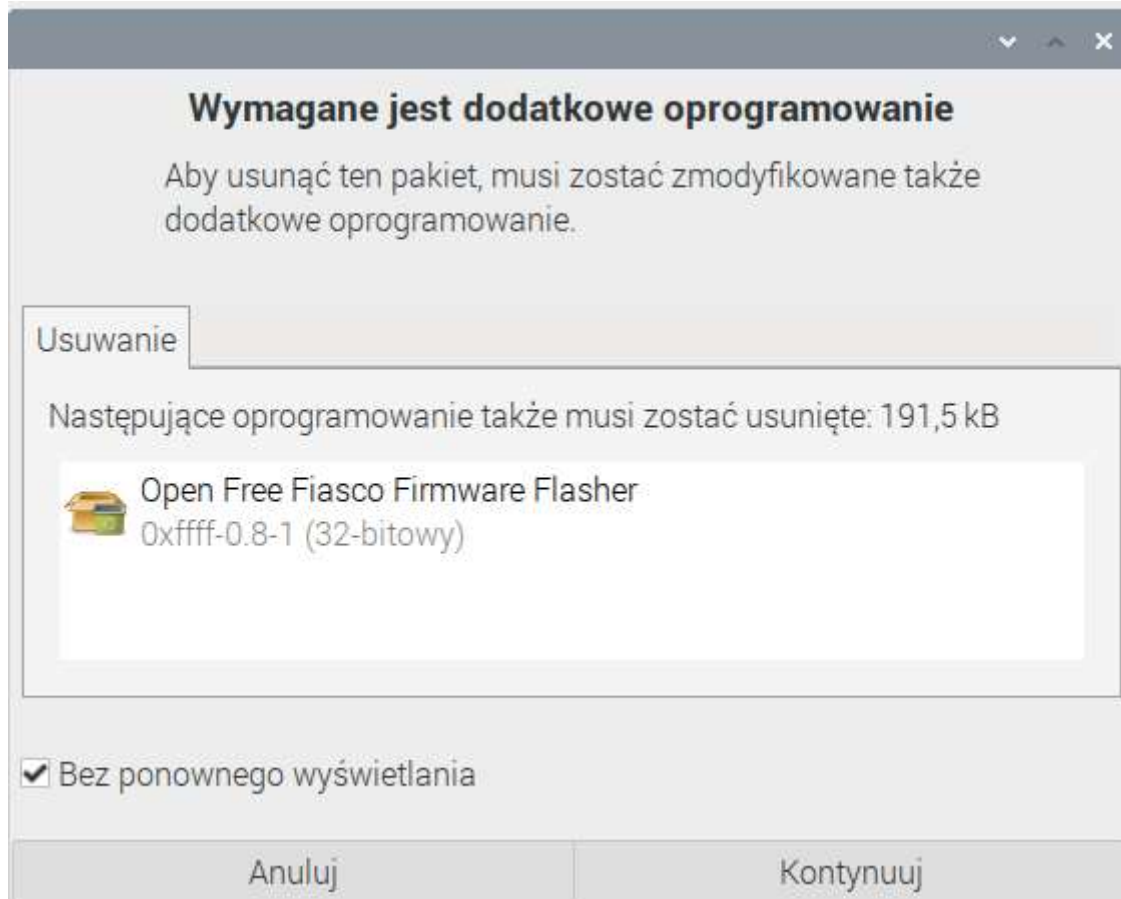 Wymagane jest dodatkowe oprogramowanie
Aby usunąć ten pakiet, musi zostać zmodyfikowane także
dodatkowe oprogramowanie.
Usuwanie
Następujące oprogramowanie także musi zostać usunięte: 191,5 kB
Open Free Fiasco Firmware Flasher
0xffff-0.8-1 (32-bitowy)
Bez ponownego wyświetlania
Anuluj
Kontynuuj